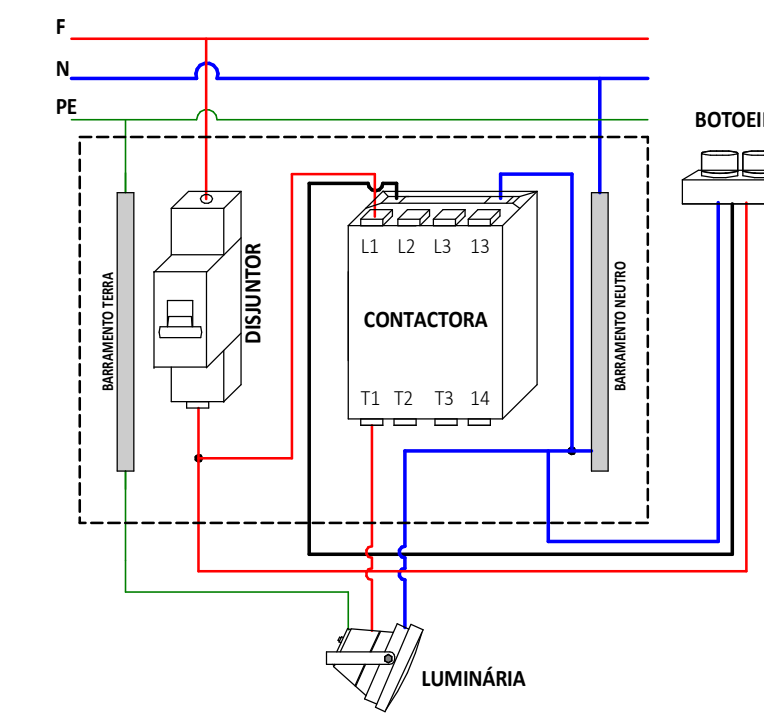 F
N
PE
BOTOEI
BARRAMENTO TERRA
DISJUNTOR
L1 L2 L3 13
CONTACTORA
T1 T2 T3 14
BARRAMENTO NEUTRO
LUMINÁRIA